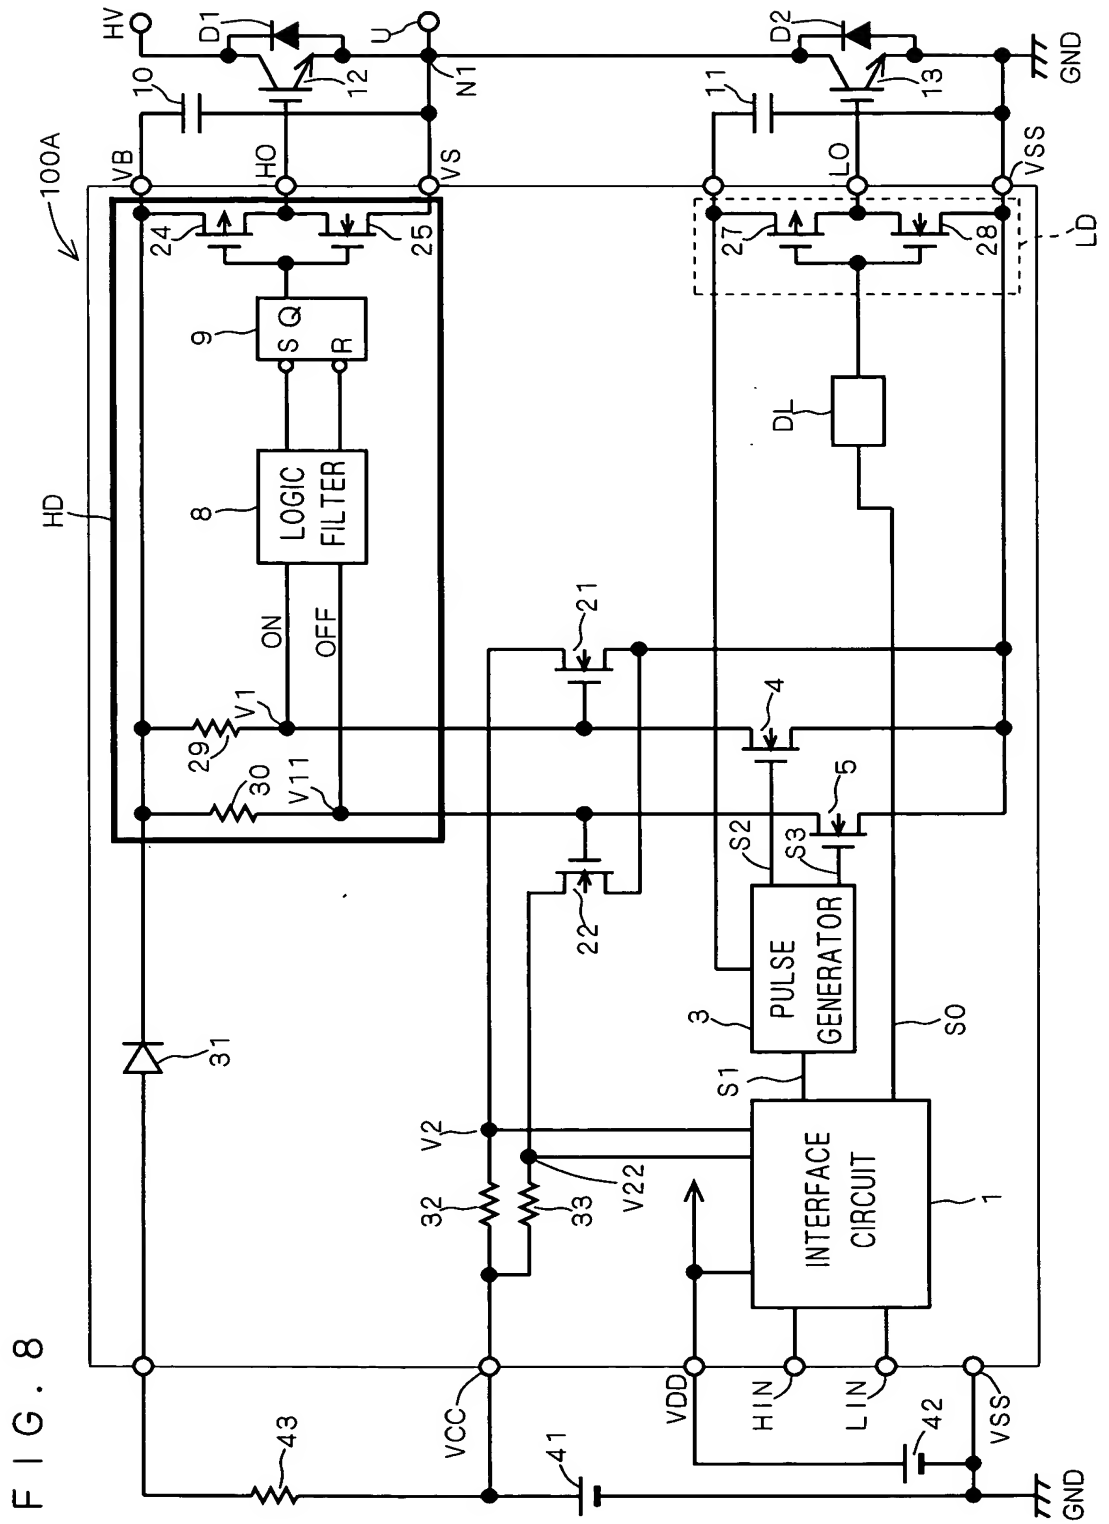 FIG. 8
100A
HV
D1
10
VB
12
U
N1
HO
VS
D2
11
13
LO
VSS
GND
HD
24
25
9
S Q
R
8
LOGIC
FILTER
ON
OFF
V1
29
30
V11
27
28
LD
DL
21
4
5
S2
S3
22
31
3
PULSE
GENERATOR
S1
S0
V2
32
33
V22
INTERFACE
CIRCUIT
1
43
VCC
41
VDD
HIN
LIN
42
VSS
GND